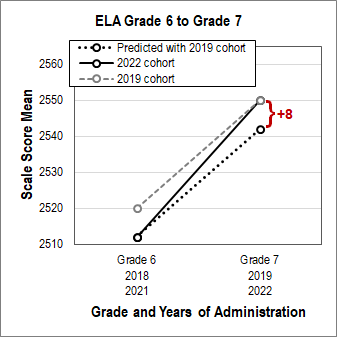 ELA Grade 6 to Grade 7
Predicted with 2019 cohort
2022 cohort
2019 cohort
Scale Score Mean
2560
2550
2540
2530
2520
2510
+8
Grade 6
2018
2021
Grade 7
2019
2022
Grade and Years of Administration